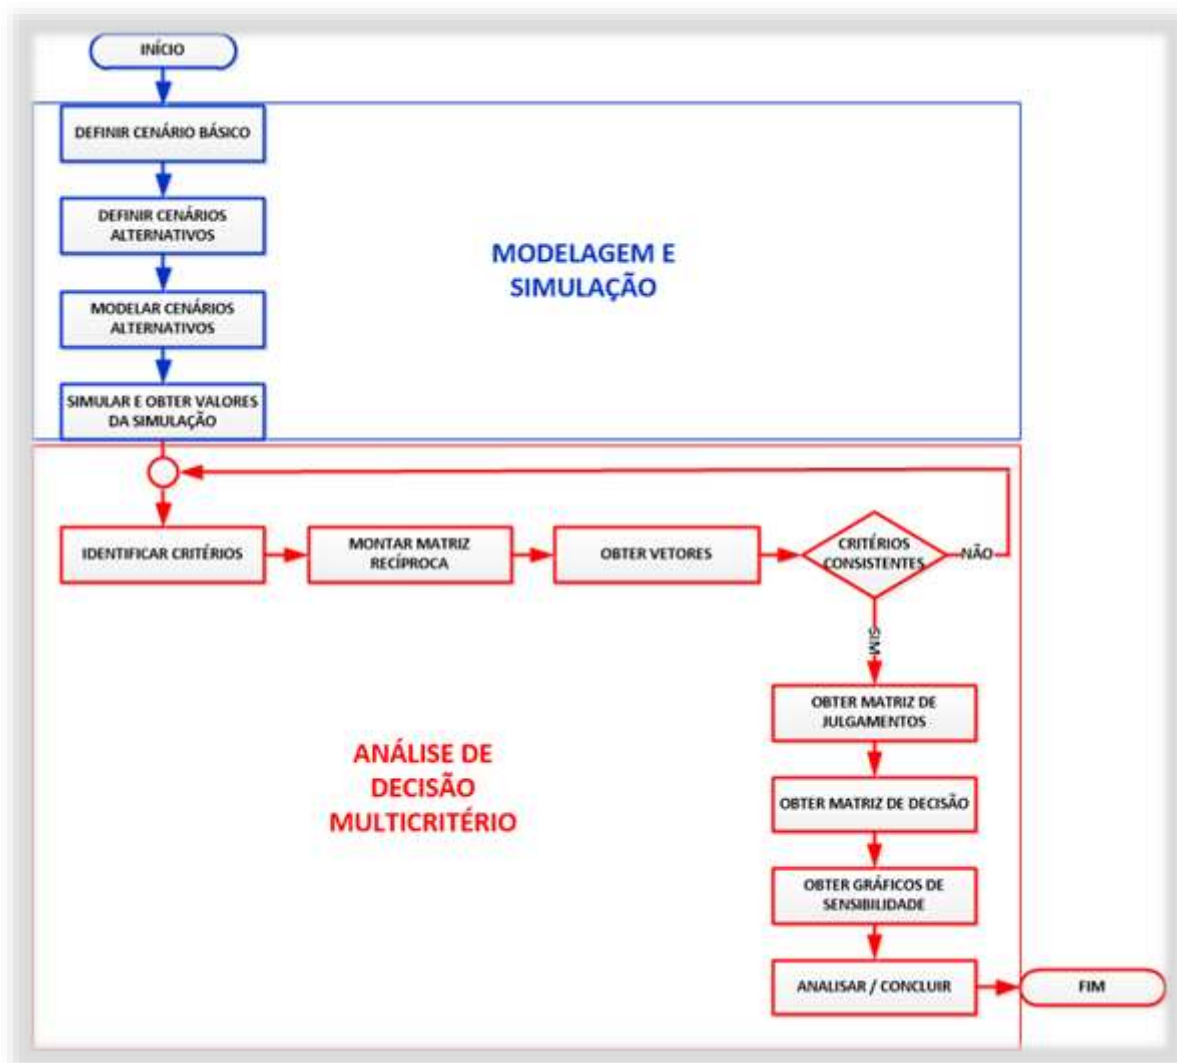 INÍCIO
DEFINIR CENÁRIO BÁSICO
DEFINIR CENÁRIOS
ALTERNATIVOS
MODELAR CENÁRIOS
ALTERNATIVOS
SIMULAR E OBTER VALORES
DA SIMULAÇÃO
MODELAGEM E
SIMULAÇÃO
IDENTIFICAR CRITÉRIOS
MONTAR MATRIZ
RECÍPROCA
OBTER VETORES
CRITÉRIOS
CONSISTENTES
NÃO
SIM
OBTER MATRIZ DE
JULGAMENTOS
OBTER MATRIZ DE DECISÃO
OBTER GRÁFICOS DE
SENSIBILIDADE
ANALISAR / CONCLUIR
FIM
ANÁLISE DE
DECISÃO
MULTICRITÉRIO